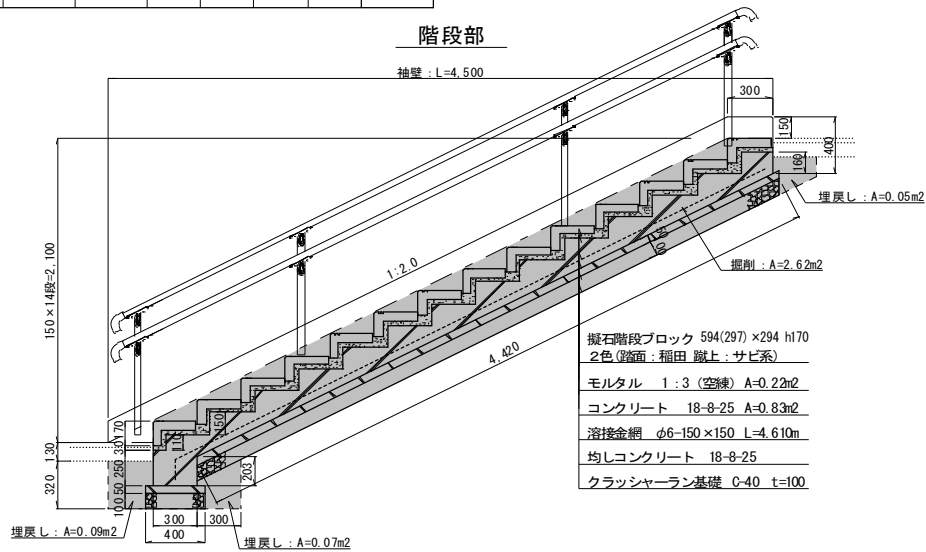 階段部
袖壁：L=4,500
300
150
400
160
埋戻し：A=0.05m2
掘削：A=2.62m2
1:2.0
150×14段=2,100
4,420
擬石階段ブロック 594(297)×294 h170
2色(踏面：稲田 蹴上：サビ系)
モルタル 1：3（空練）A=0.22m2
コンクリート 18-8-25 A=0.83m2
溶接金網 φ6-150×150 L=4.610m
均しコンクリート 18-8-25
クラッシャーラン基礎 C-40 t=100
170
150
110
130
30
250
203
320
50
100
300
300
400
埋戻し：A=0.09m2
埋戻し：A=0.07m2